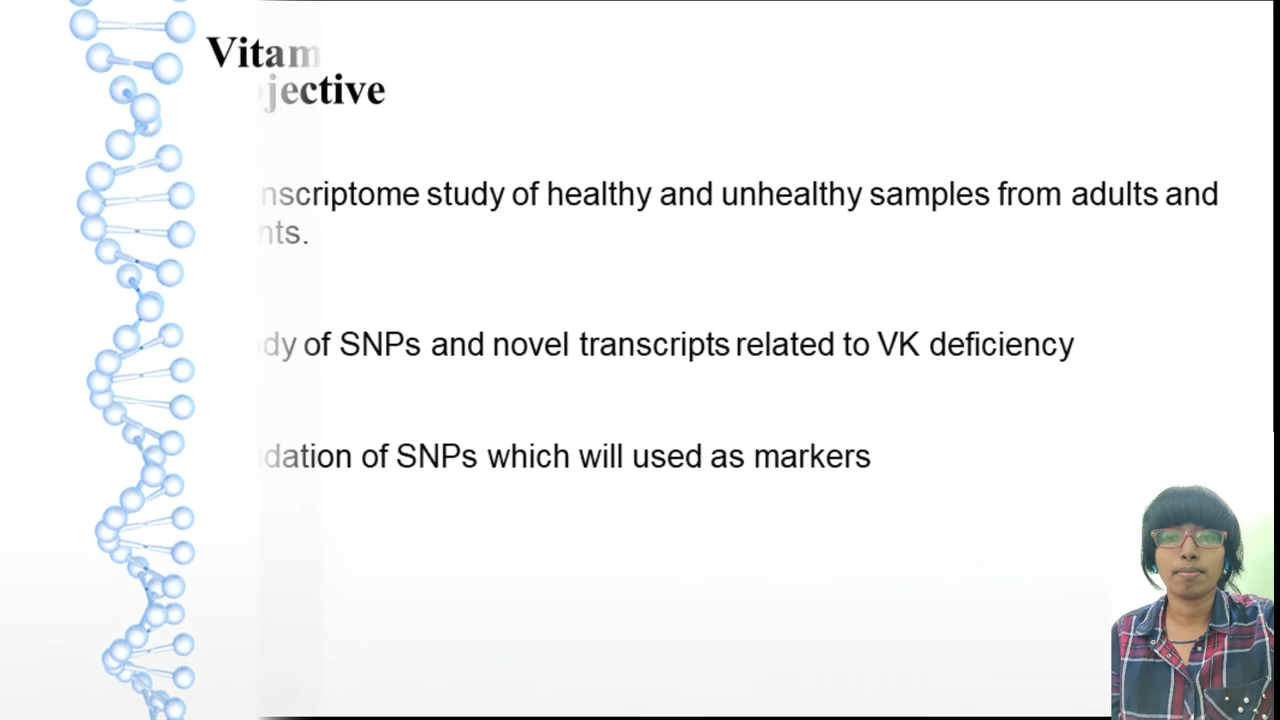 Vitam
jective
nscriptome study of healthy and unhealthy samples from adults and
nts.
dy of SNPs and novel transcripts related to VK deficiency
dation of SNPs which will used as markers